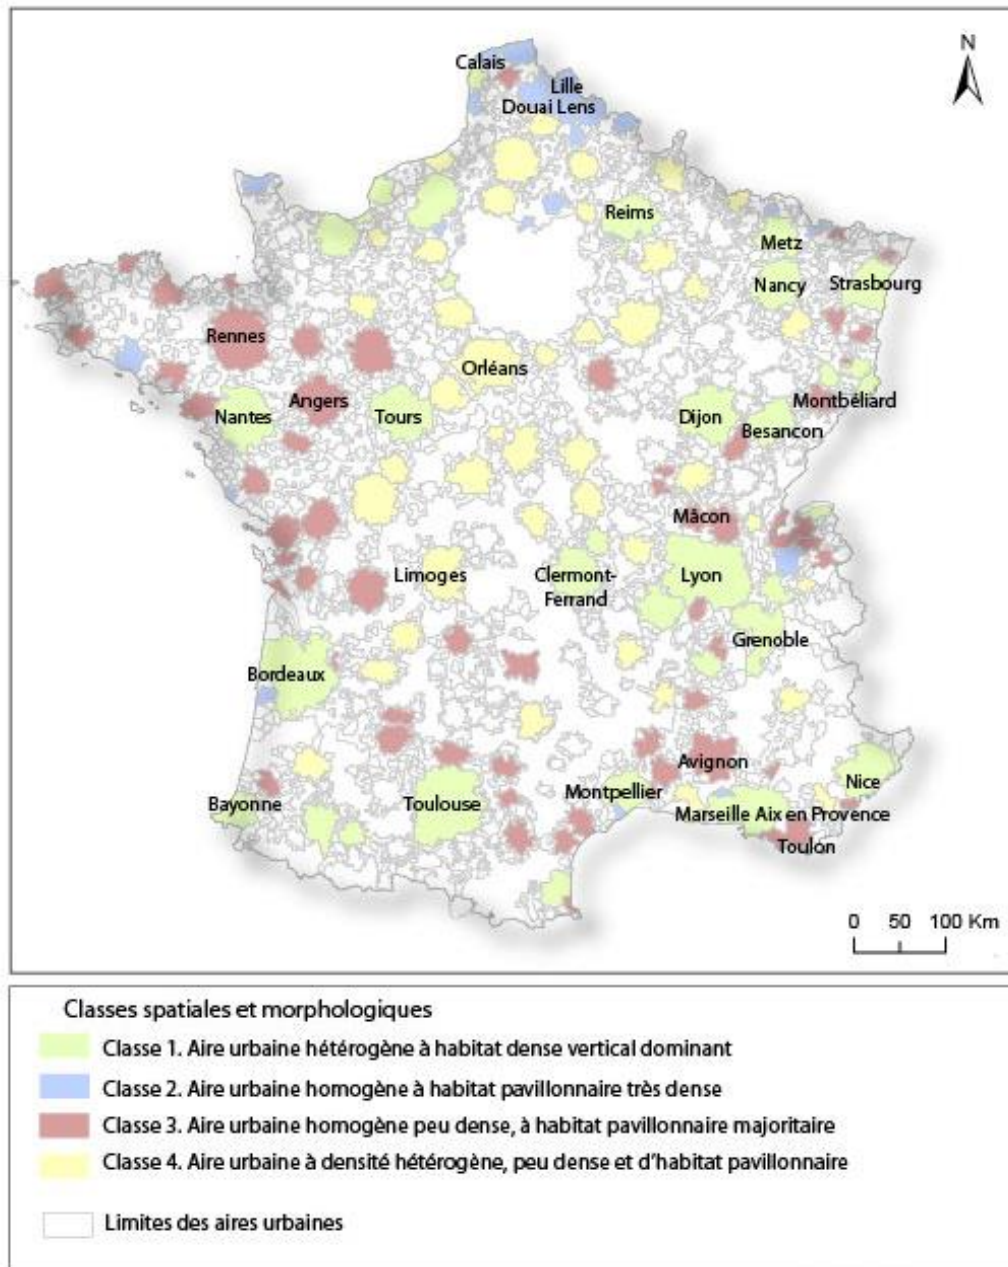 N
Calais
Lille
Douai Lens
Reims
Metz
Nancy
Strasbourg
Rennes
Orléans
Angers
Nantes
Tours
Dijon
Montbéliard
Besancon
Mâcon
Limoges
Clermont-
Ferrand
Lyon
Grenoble
Bordeaux
Avignon
Nice
Montpellier
Bayonne
Toulouse
Marseille Aix en Provence
Toulon
0 50 100 Km
Classes spatiales et morphologiques
Classe 1. Aire urbaine hétérogène à habitat dense vertical dominant
Classe 2. Aire urbaine homogène à habitat pavillonnaire très dense
Classe 3. Aire urbaine homogène peu dense, à habitat pavillonnaire majoritaire
Classe 4. Aire urbaine à densité hétérogène, peu dense et d'habitat pavillonnaire
Limites des aires urbaines